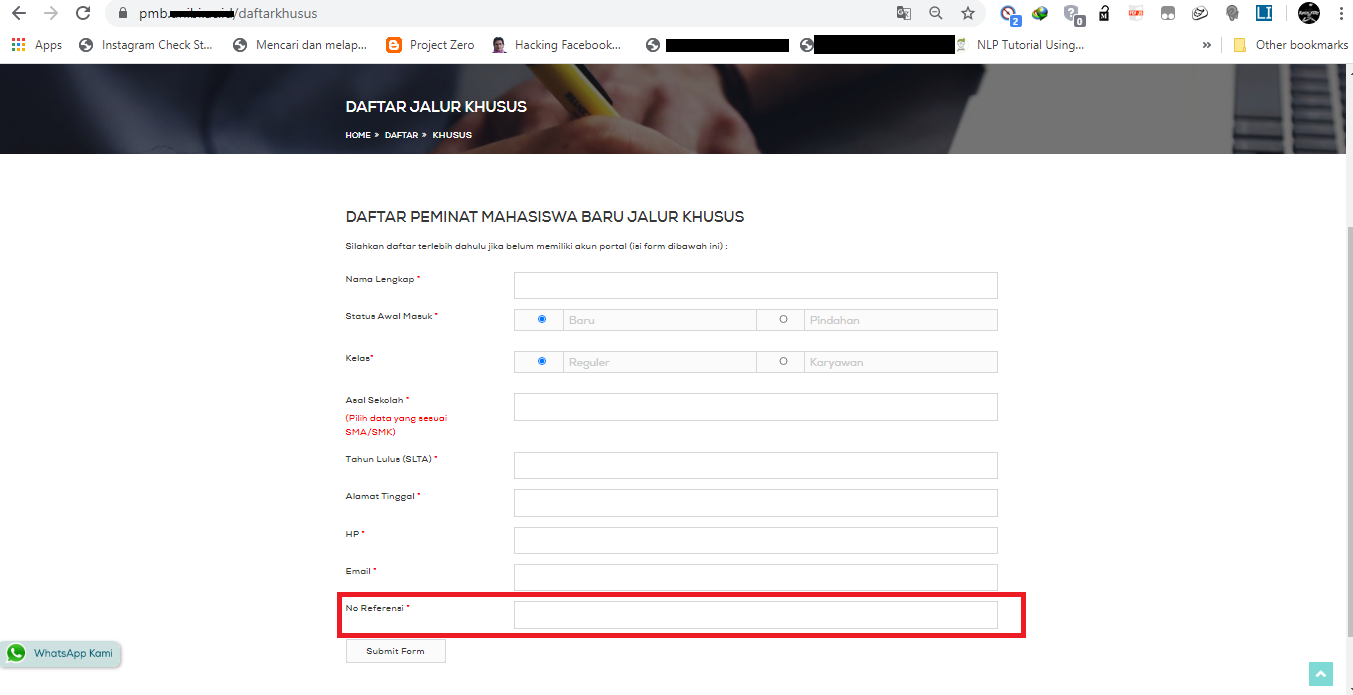 pmb.
/daftarkhusus
2
0
Apps
Instagram Check St...
Mencari dan melap...
Project Zero
Hacking Facebook...
NLP Tutorial Using...
»
Other bookmarks
DAFTAR JALUR KHUSUS
HOME » DAFTAR » KHUSUS
DAFTAR PEMINAT MAHASISWA BARU JALUR KHUSUS
Silahkan daftar terlebih dahulu jika belum memiliki akun portal (isi form dibawah ini) :
Nama Lengkap *
Status Awal Masuk *
Baru
Pindahan
Kelas*
Reguler
Karyawan
Asal Sekolah *
(Pilih data yang sesuai
SMA/SMK)
Tahun Lulus (SLTA) *
Alamat Tinggal *
HP *
Email *
No Referensi *
Submit Form
WhatsApp Kami